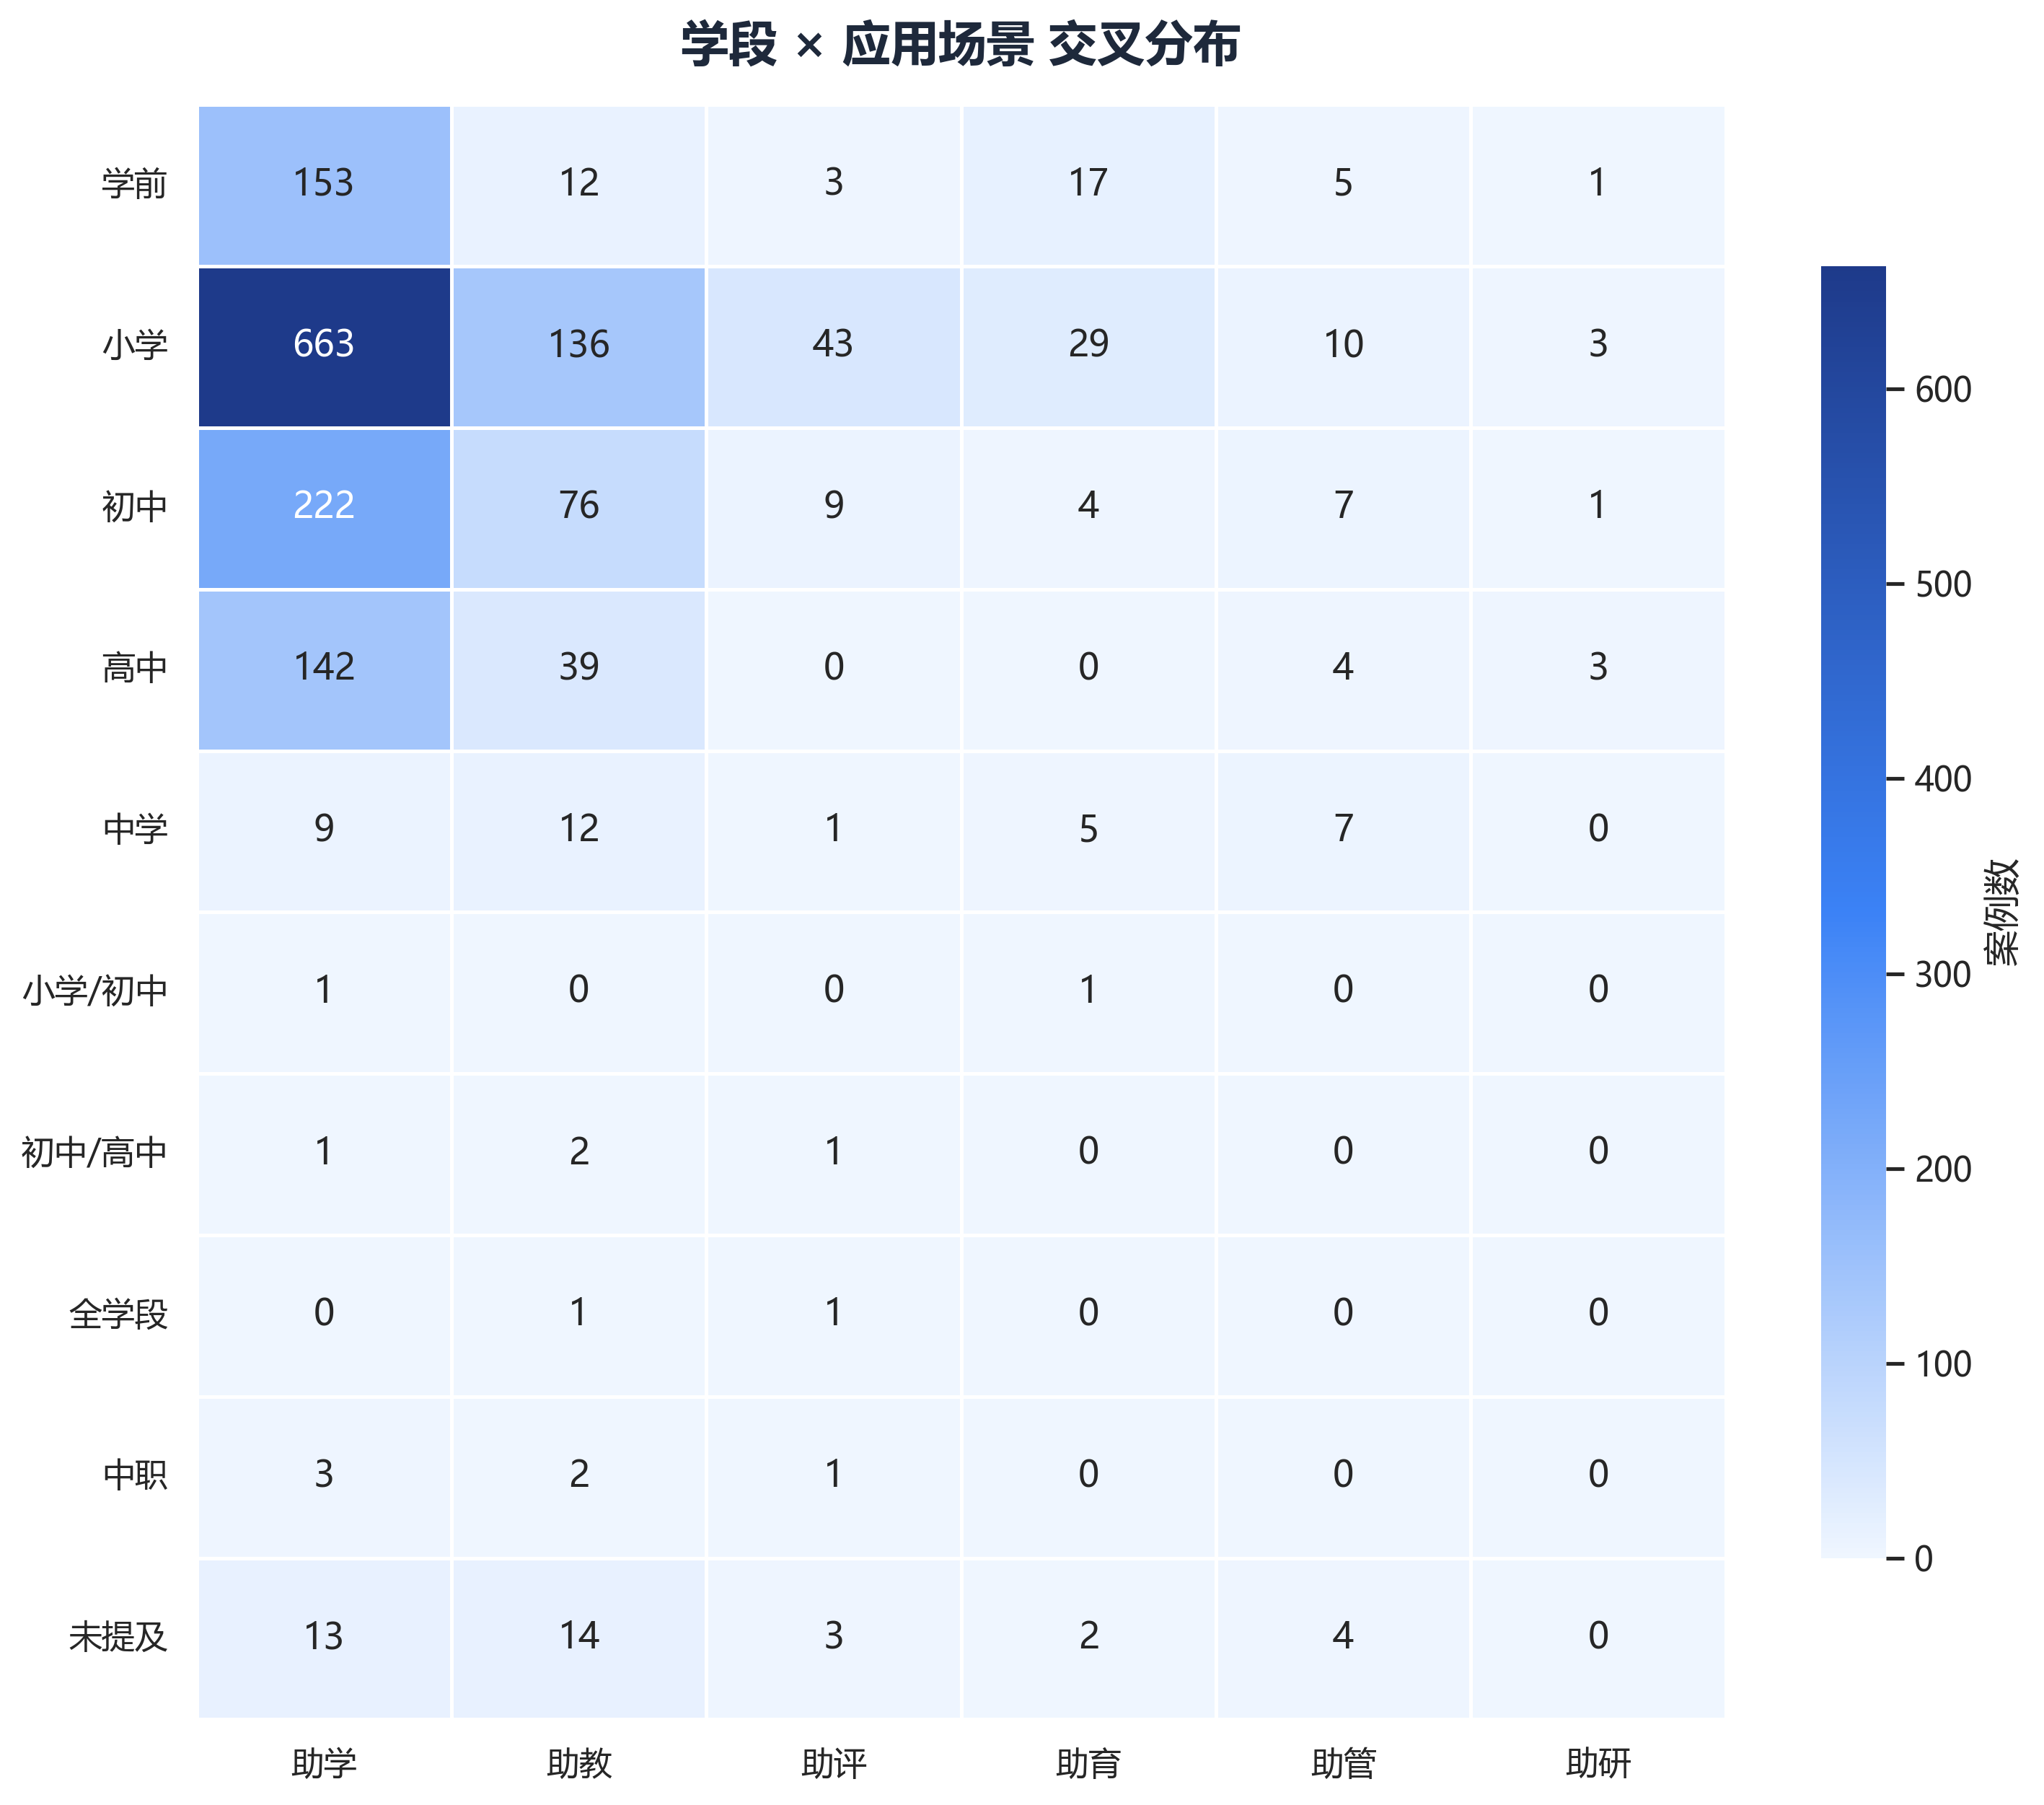 学段 × 应用场景 交叉分布
学前 153 12 3 17 5 1
小学 663 136 43 29 10 3
初中 222 76 9 4 7 1
高中 142 39 0 0 4 3
中学 9 12 1 5 7 0
小学/初中 1 0 0 1 0 0
初中/高中 1 2 1 0 0 0
全学段 0 1 1 0 0 0
中职 3 2 1 0 0 0
未提及 13 14 3 2 4 0
助学 助教 助评 助育 助管 助研
600
500
400
300
200
100
0
案例数